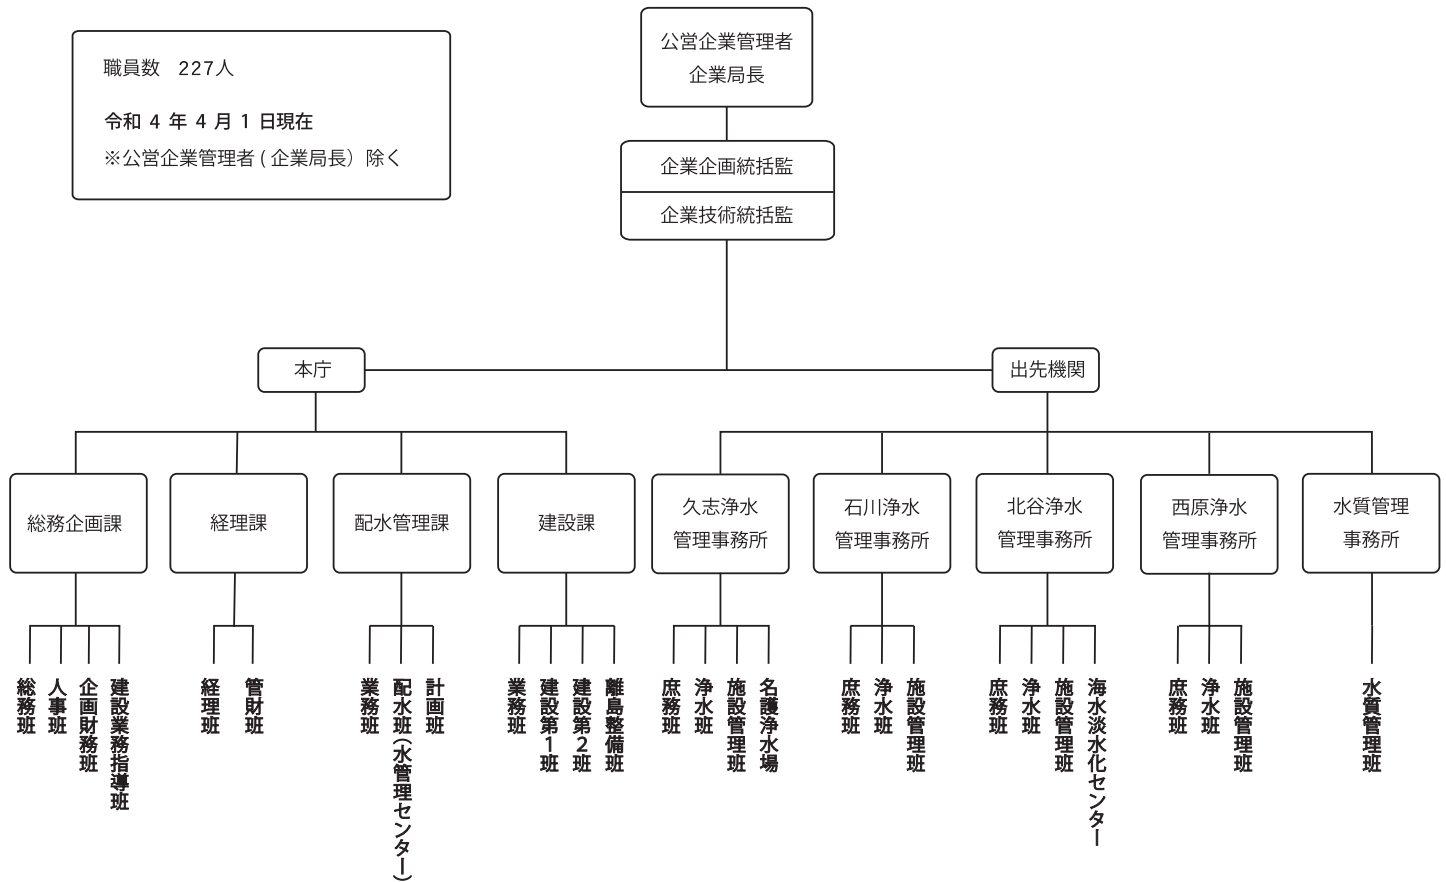 公営企業管理者
企業局長
職員数 227人
令和 4 年 4 月 1 日現在
※公営企業管理者 ( 企業局長）除く
企業企画統括監
企業技術統括監
本庁
出先機関
総務企画課
経理課
配水管理課
建設課
久志浄水
管理事務所
石川浄水
管理事務所
北谷浄水
管理事務所
西原浄水
管理事務所
水質管理
事務所
総務班
人事班
企画財務班
建設業務指導班
経理班
管財班
業務班
配水班（水管理センター）
計画班
業務班
建設第1班
建設第2班
離島整備班
庶務班
浄水班
施設管理班
名護浄水場
庶務班
浄水班
施設管理班
庶務班
浄水班
施設管理班
海水淡水化センター
庶務班
浄水班
施設管理班
水質管理班